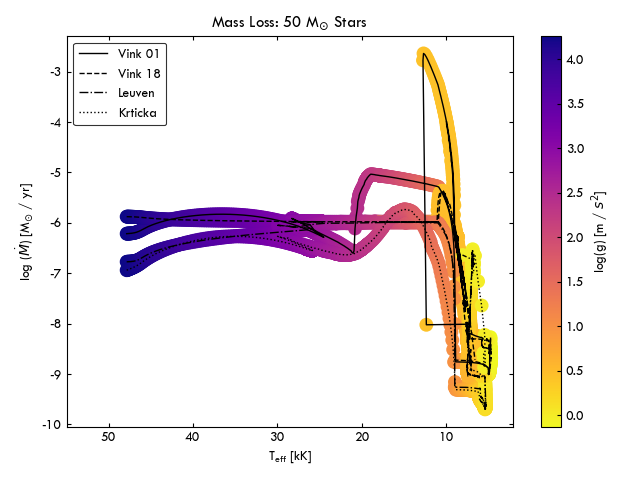 Mass Loss: 50 M⊙ Stars
Vink 01
Vink 18
Leuven
Krticka
log (Ṁ) [M⊙ / yr]
-3
-4
-5
-6
-7
-8
-9
-10
50
40
30
20
10
T_eff [kK]
4.0
3.5
3.0
2.5
2.0
1.5
1.0
0.5
0.0
log(g) [m / s²]